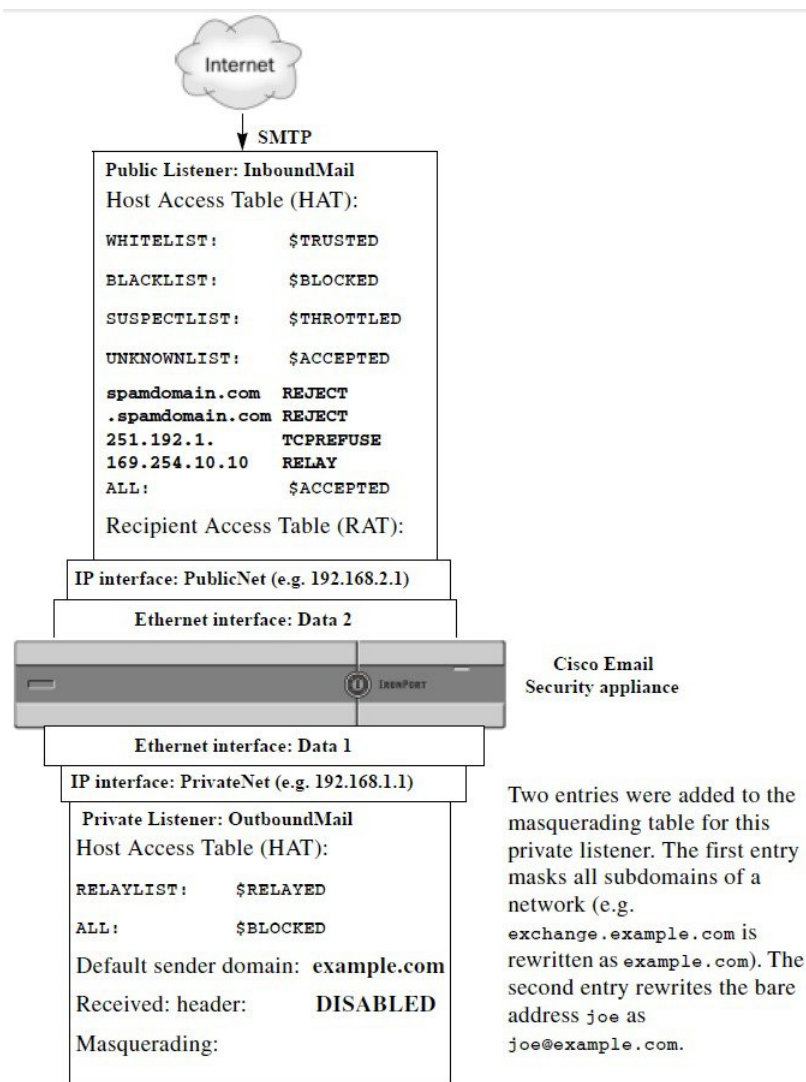 Internet
SMTP
Public Listener: InboundMail
Host Access Table (HAT):
WHITELIST: $TRUSTED
BLACKLIST: $BLOCKED
SUSPECTLIST: $THROTTLED
UNKNOWNLIST: $ACCEPTED
spamdomain.com REJECT
.spamdomain.com REJECT
251.192.1. TCPREFUSE
169.254.10.10 RELAY
ALL: $ACCEPTED
Recipient Access Table (RAT):
IP interface: PublicNet (e.g. 192.168.2.1)
Ethernet interface: Data 2
IRONPORT
Cisco Email
Security appliance
Ethernet interface: Data 1
IP interface: PrivateNet (e.g. 192.168.1.1)
Private Listener: OutboundMail
Host Access Table (HAT):
RELAYLIST: $RELAYED
ALL: $BLOCKED
Default sender domain: example.com
Received: header: DISABLED
Masquerading:
Two entries were added to the
masquerading table for this
private listener. The first entry
masks all subdomains of a
network (e.g.
exchange.example.com is
rewritten as example.com). The
second entry rewrites the bare
address joe as
joe@example.com.